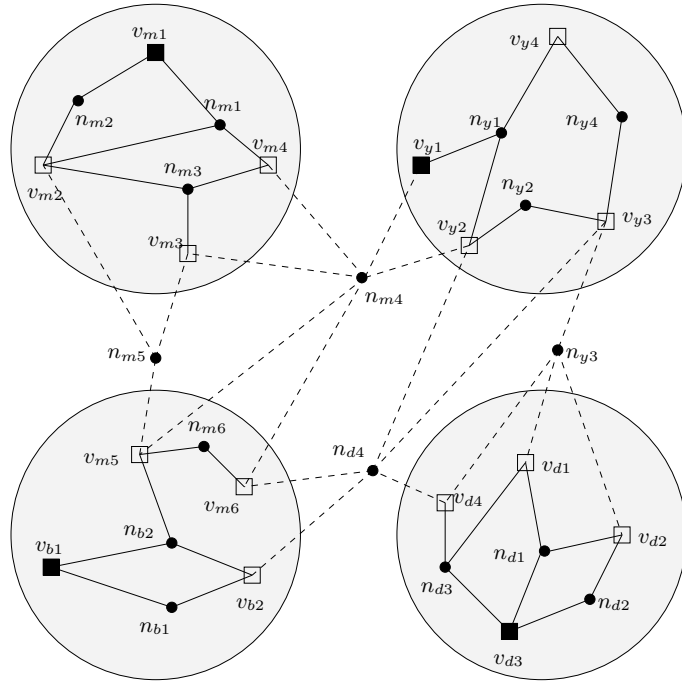 v_{m1}
n_{m2}
n_{m1}
v_{m4}
n_{m3}
v_{m2}
v_{m3}
v_{y4}
n_{y1}
n_{y4}
v_{y1}
n_{y2}
v_{y2}
v_{y3}
n_{m4}
n_{m5}
n_{y3}
n_{m6}
v_{m5}
v_{m6}
n_{d4}
n_{b2}
v_{b1}
v_{b2}
n_{b1}
v_{d1}
v_{d4}
n_{d1}
v_{d2}
n_{d3}
n_{d2}
v_{d3}